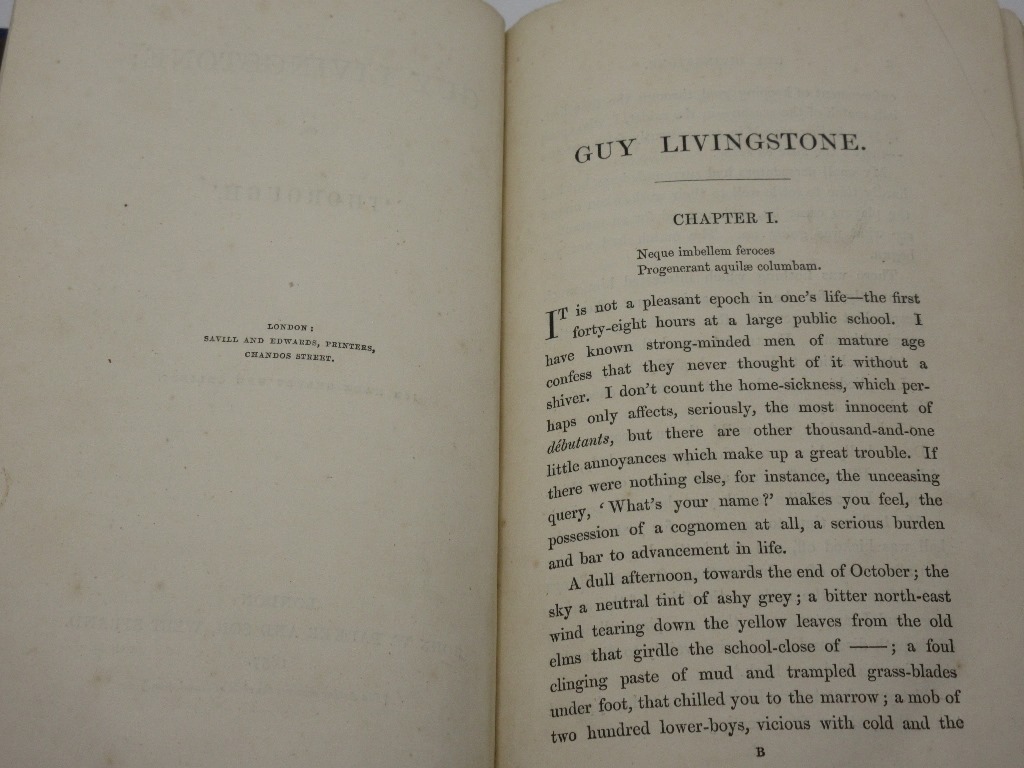 LONDON:
SAVILL AND EDWARDS, PRINTERS,
CHANDOS STREET.
GUY LIVINGSTONE.
CHAPTER I.
Neque imbellem feroces
Progenerant aquilæ columbam.
IT is not a pleasant epoch in one's life—the first
forty-eight hours at a large public school. I
have known strong-minded men of mature age
confess that they never thought of it without a
shiver. I don't count the home-sickness, which per-
haps only affects, seriously, the most innocent of
débutants, but there are other thousand-and-one
little annoyances which make up a great trouble. If
there were nothing else, for instance, the unceasing
query, ‘What's your name?’ makes you feel, the
possession of a cognomen at all, a serious burden
and bar to advancement in life.
A dull afternoon, towards the end of October; the
sky a neutral tint of ashy grey; a bitter north-east
wind tearing down the yellow leaves from the old
elms that girdle the school-close of ——; a foul
clinging paste of mud and trampled grass-blades
under foot, that chilled you to the marrow; a mob of
two hundred lower-boys, vicious with cold and the
B